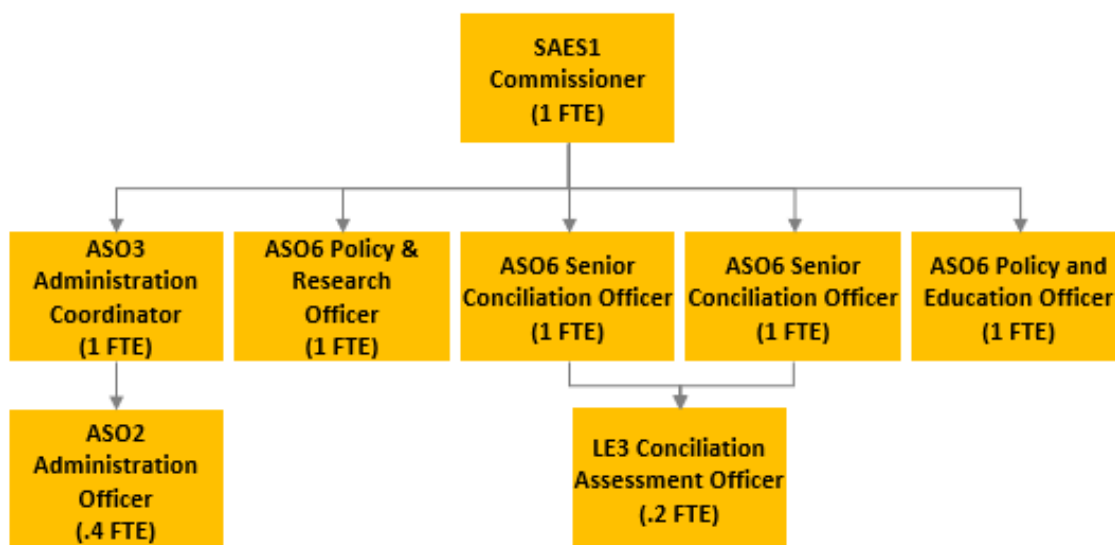 SAES1
Commissioner
(1 FTE)
ASO3
Administration
Coordinator
(1 FTE)
ASO6 Policy &
Research
Officer
(1 FTE)
ASO6 Senior
Conciliation Officer
(1 FTE)
ASO6 Senior
Conciliation Officer
(1 FTE)
ASO6 Policy and
Education Officer
(1 FTE)
ASO2
Administration
Officer
(.4 FTE)
LE3 Conciliation
Assessment Officer
(.2 FTE)